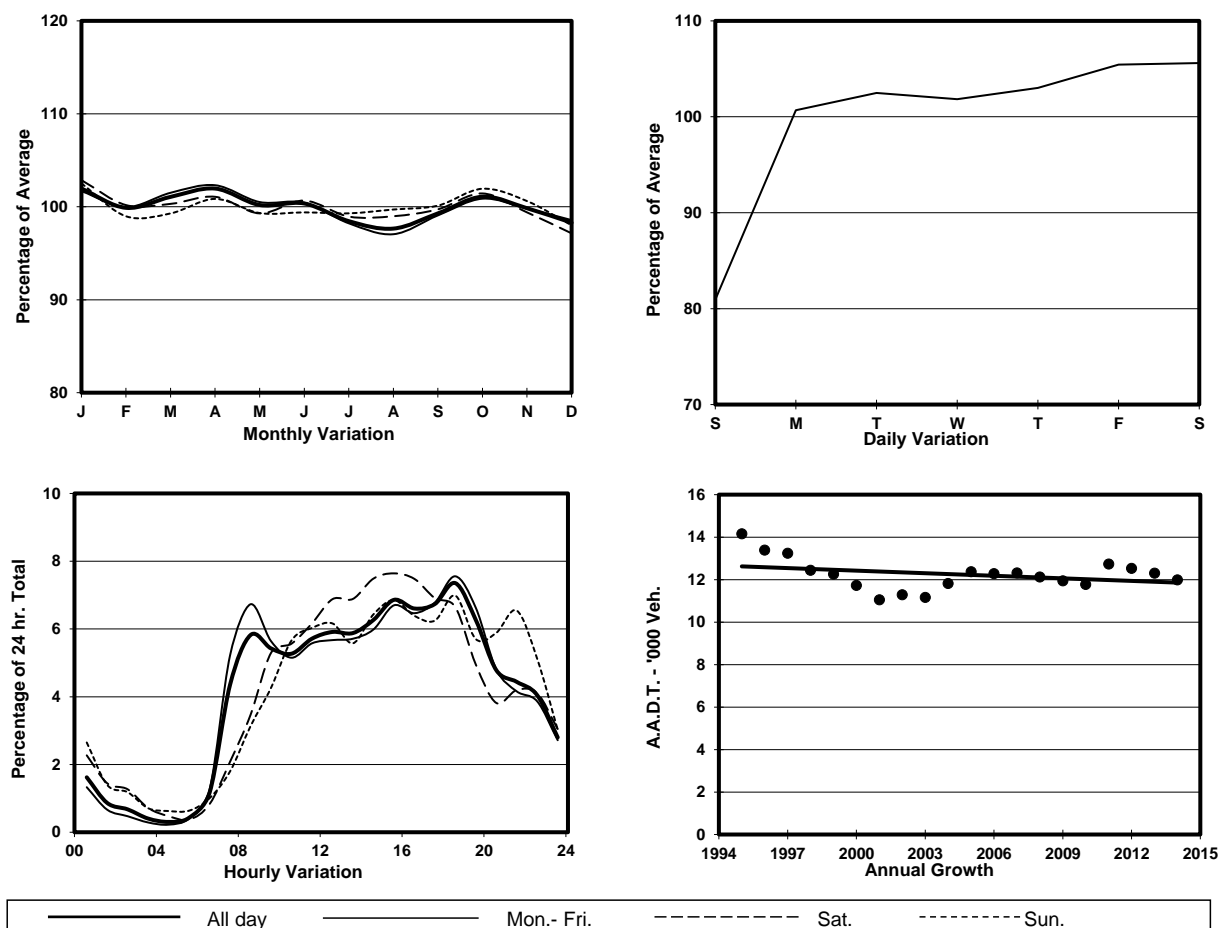 120
110
100
90
80
Percentage of Average
J F M A M J J A S O N D
Monthly Variation
110
100
90
80
70
Percentage of Average
S M T W T F S
Daily Variation
10
8
6
4
2
0
Percentage of 24 hr. Total
00 04 08 12 16 20 24
Hourly Variation
16
14
12
10
8
6
4
2
0
A.A.D.T. - '000 Veh.
1994 1997 2000 2003 2006 2009 2012 2015
Annual Growth
All day Mon.- Fri. Sat. Sun.